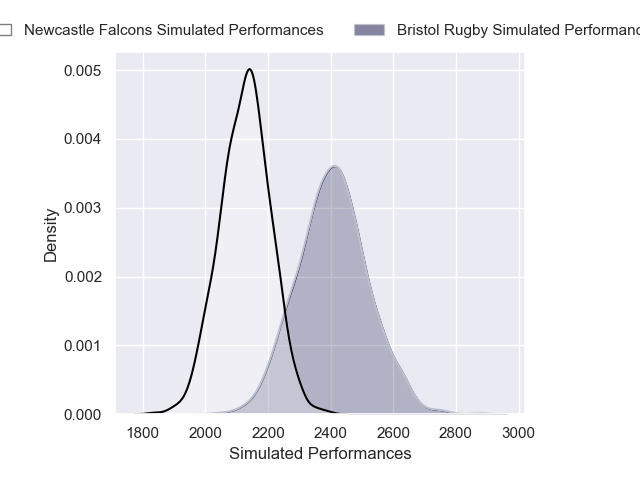 Newcastle Falcons Simulated Performances
Bristol Rugby Simulated
0.005
0.004
0.003
0.002
0.001
0.000
Density
1800 2000 2200 2400 2600 2800 3000
Simulated Performances